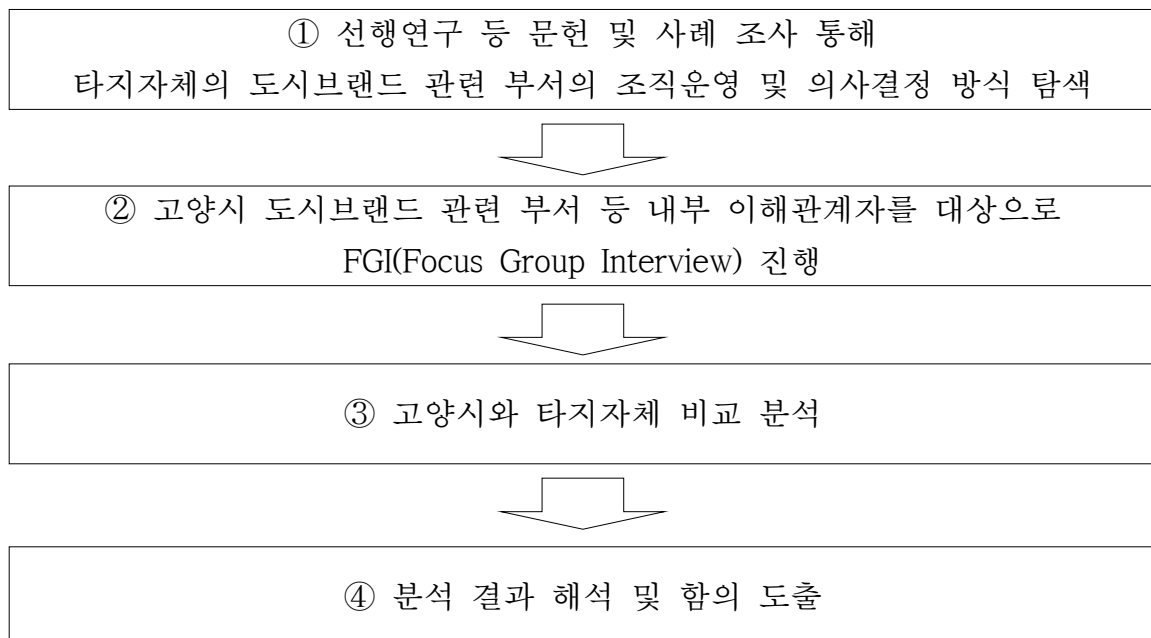 ① 선행연구 등 문헌 및 사례 조사 통해
타지자체의 도시브랜드 관련 부서의 조직운영 및 의사결정 방식 탐색
② 고양시 도시브랜드 관련 부서 등 내부 이해관계자를 대상으로
FGI(Focus Group Interview) 진행
③ 고양시와 타지자체 비교 분석
④ 분석 결과 해석 및 함의 도출